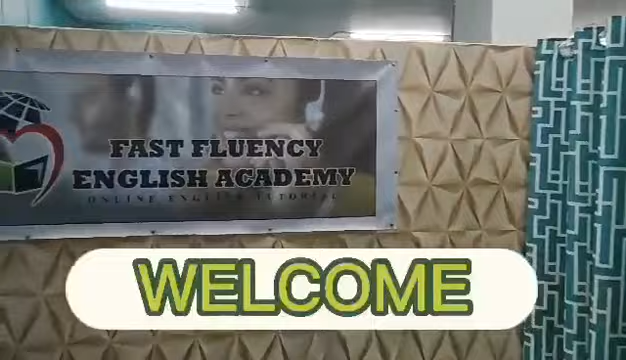 FAST FLUENCY
ENGLISH ACADEMY
ONLINE ENGLISH TUTORIAL
WELCOME